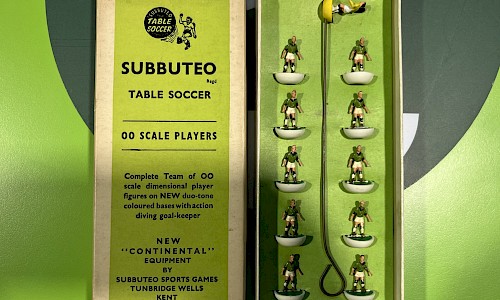 SUBBUTEO
TABLE
SOCCER
SUBBUTEO
Regd
TABLE SOCCER
OO SCALE PLAYERS
Complete Team of OO
scale dimensional player
figures on NEW duo-tone
coloured bases with action
diving goal-keeper
NEW
"CONTINENTAL"
EQUIPMENT
BY
SUBBUTEO SPORTS GAMES
TUNBRIDGE WELLS
KENT